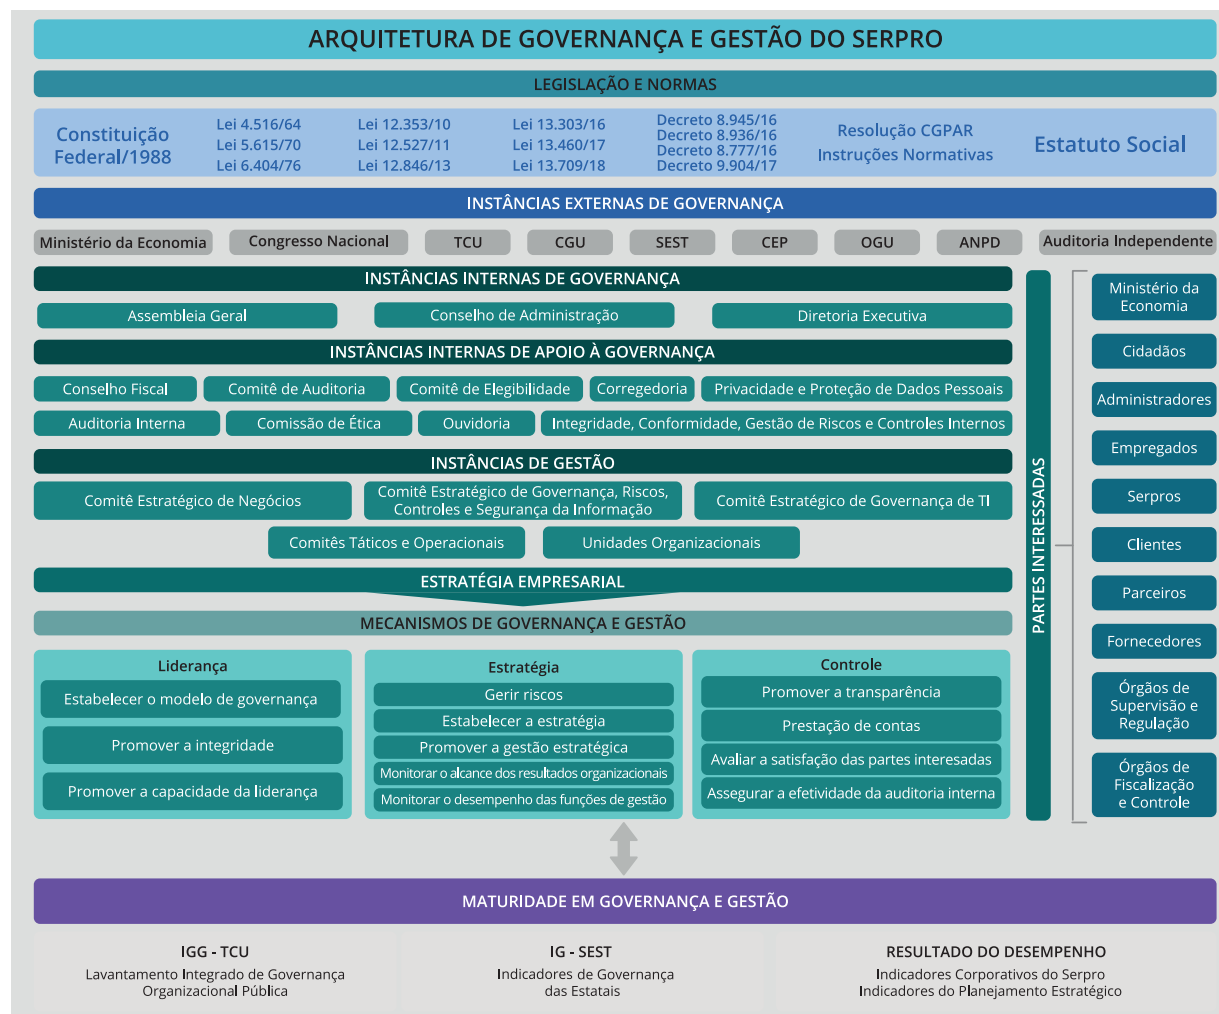 ARQUITETURA DE GOVERNANÇA E GESTÃO DO SERPRO
LEGISLAÇÃO E NORMAS
Constituição
Federal/1988
Lei 4.516/64
Lei 5.615/70
Lei 6.404/76
Lei 12.353/10
Lei 12.527/11
Lei 12.846/13
Lei 13.303/16
Lei 13.460/17
Lei 13.709/18
Decreto 8.945/16
Decreto 8.936/16
Decreto 8.777/16
Decreto 9.904/17
Resolução CGPAR
Instruções Normativas
Estatuto Social
INSTÂNCIAS EXTERNAS DE GOVERNANÇA
Ministério da Economia
Congresso Nacional
TCU
CGU
SEST
CEP
OGU
ANPD
Auditoria Independente
INSTÂNCIAS INTERNAS DE GOVERNANÇA
Assembleia Geral
Conselho de Administração
Diretoria Executiva
INSTÂNCIAS INTERNAS DE APOIO À GOVERNANÇA
Conselho Fiscal
Comitê de Auditoria
Comitê de Elegibilidade
Corregedoria
Privacidade e Proteção de Dados Pessoais
Auditoria Interna
Comissão de Ética
Ouvidoria
Integridade, Conformidade, Gestão de Riscos e Controles Internos
INSTÂNCIAS DE GESTÃO
Comitê Estratégico de Negócios
Comitê Estratégico de Governança, Riscos,
Controles e Segurança da Informação
Comitê Estratégico de Governança de TI
Comitês Táticos e Operacionais
Unidades Organizacionais
ESTRATÉGIA EMPRESARIAL
MECANISMOS DE GOVERNANÇA E GESTÃO
Liderança
Estabelecer o modelo de governança
Promover a integridade
Promover a capacidade da liderança
Estratégia
Gerir riscos
Estabelecer a estratégia
Promover a gestão estratégica
Monitorar o alcance dos resultados organizacionais
Monitorar o desempenho das funções de gestão
Controle
Promover a transparência
Prestação de contas
Avaliar a satisfação das partes interesadas
Assegurar a efetividade da auditoria interna
PARTES INTERESSADAS
Ministério da
Economia
Cidadãos
Administradores
Empregados
Serpros
Clientes
Parceiros
Fornecedores
Órgãos de
Supervisão e
Regulação
Órgãos de
Fiscalização
e Controle
MATURIDADE EM GOVERNANÇA E GESTÃO
IGG - TCU
Lavantamento Integrado de Governança
Organizacional Pública
IG - SEST
Indicadores de Governança
das Estatais
RESULTADO DO DESEMPENHO
Indicadores Corporativos do Serpro
Indicadores do Planejamento Estratégico